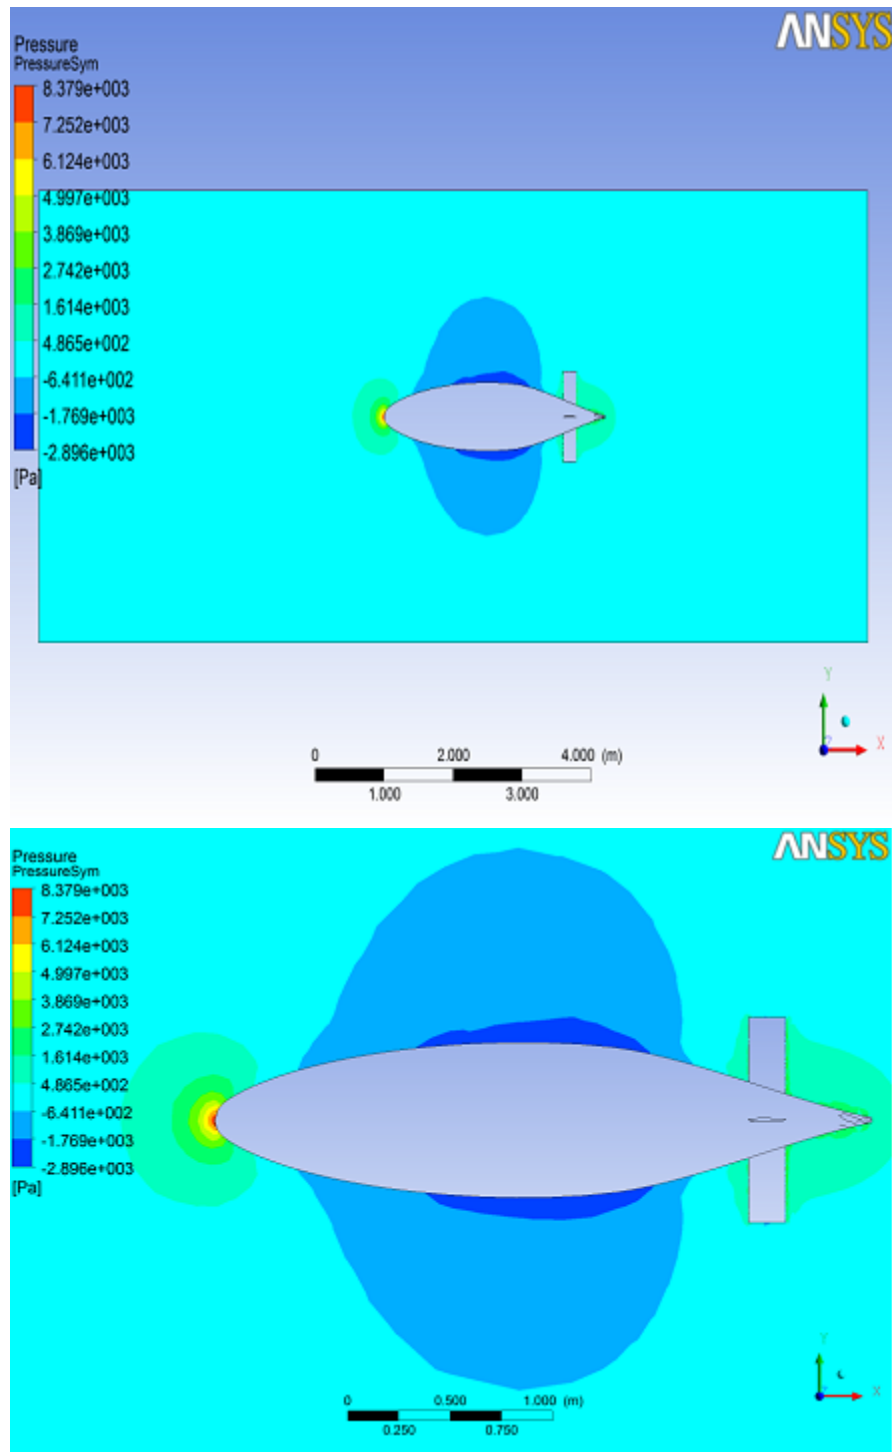 ANSYS
Pressure
PressureSym
8.379e+003
7.252e+003
6.124e+003
4.997e+003
3.869e+003
2.742e+003
1.614e+003
4.865e+002
-6.411e+002
-1.769e+003
-2.896e+003
[Pa]
Y
X
Z
0 2.000 4.000 (m)
1.000 3.000
ANSYS
Pressure
PressureSym
8.379e+003
7.252e+003
6.124e+003
4.997e+003
3.869e+003
2.742e+003
1.614e+003
4.865e+002
-6.411e+002
-1.769e+003
-2.896e+003
[Pa]
Y
X
0 0.500 1.000 (m)
0.250 0.750